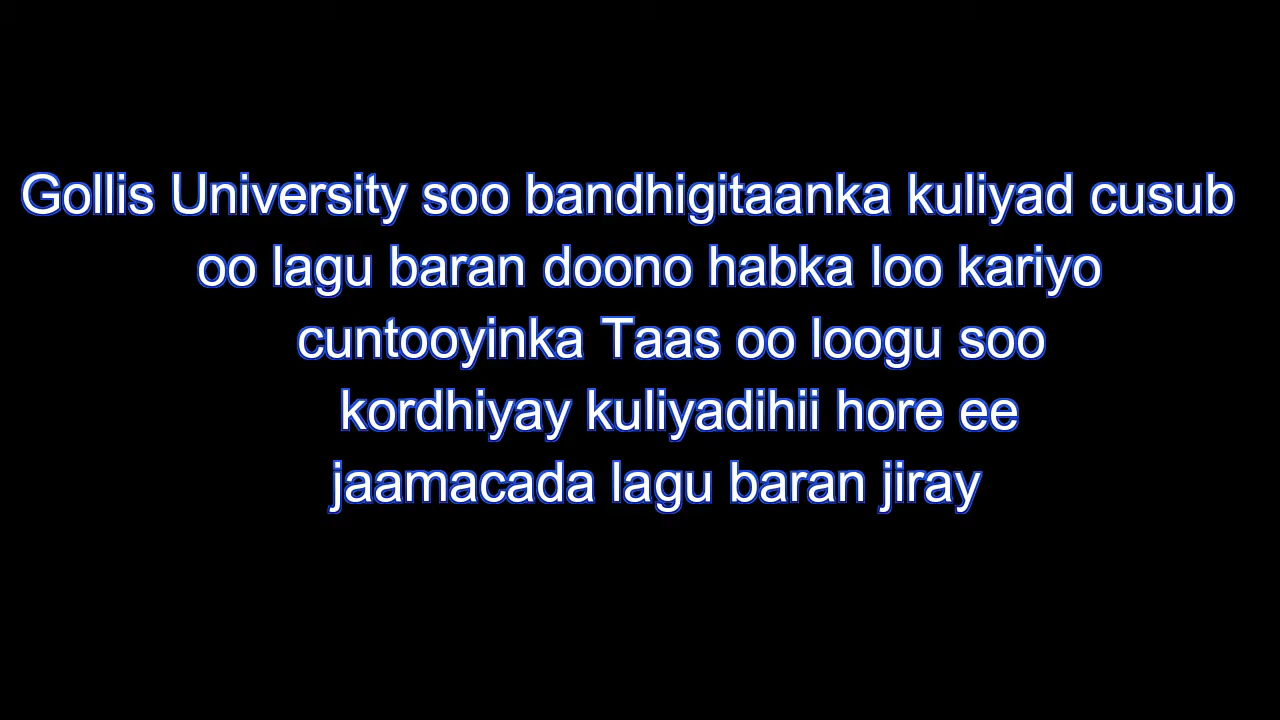 Gollis University soo bandhigitaanka kuliyad cusub
oo lagu baran doono habka loo kariyo
cuntooyinka Taas oo loogu soo
kordhiyay kuliyadihii hore ee
jaamacada lagu baran jiray